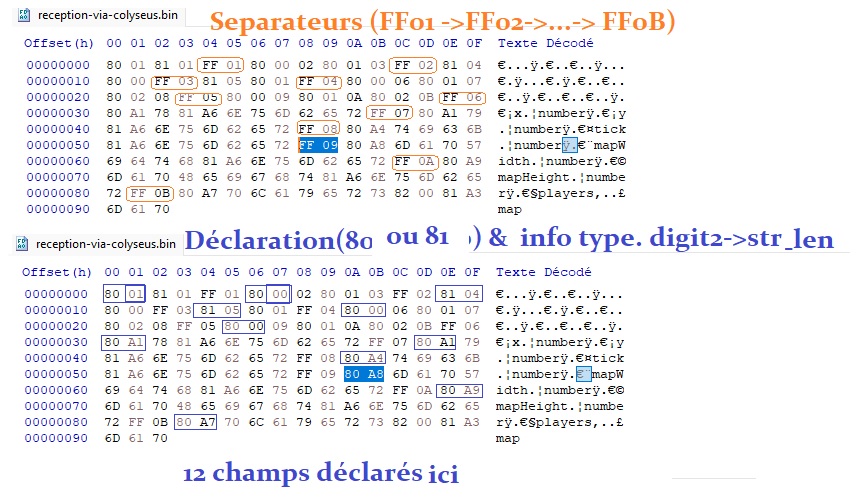 reception-via-colyseus.bin
Separateurs (FF01 ->FF02->...-> FF0B)
Offset(h) 00 01 02 03 04 05 06 07 08 09 0A 0B 0C 0D 0E 0F Texte Décodé
00000000 80 01 81 01 FF 01 80 00 02 80 01 03 FF 02 81 04 €...ÿ.€..€..ÿ...
00000010 80 00 FF 03 81 05 80 01 FF 04 80 00 06 80 01 07 €.ÿ...€.ÿ.€..€..
00000020 80 02 08 FF 05 80 00 09 80 01 0A 80 02 0B FF 06 €..ÿ.€..€..€..ÿ.
00000030 80 A1 78 81 A6 6E 75 6D 62 65 72 FF 07 80 A1 79 €¡x.¦numberÿ.€¡y
00000040 81 A6 6E 75 6D 62 65 72 FF 08 80 A4 74 69 63 6B .¦numberÿ.€¤tick
00000050 81 A6 6E 75 6D 62 65 72 FF 09 80 A8 6D 61 70 57 .¦numberÿ.€¨mapW
00000060 69 64 74 68 81 A6 6E 75 6D 62 65 72 FF 0A 80 A9 idth.¦numberÿ.€©
00000070 6D 61 70 48 65 69 67 68 74 81 A6 6E 75 6D 62 65 mapHeight.¦numbe
00000080 72 FF 0B 80 A7 70 6C 61 79 65 72 73 82 00 81 A3 rÿ.€§players‚..£
00000090 6D 61 70 map
reception-via-colyseus.bin
Déclaration(80 ou 81 ) & info type. digit2->str_len
Offset(h) 00 01 02 03 04 05 06 07 08 09 0A 0B 0C 0D 0E 0F Texte Décodé
00000000 80 01 81 01 FF 01 80 00 02 80 01 03 FF 02 81 04 €...ÿ.€..€..ÿ...
00000010 80 00 FF 03 81 05 80 01 FF 04 80 00 06 80 01 07 €.ÿ...€.ÿ.€..€..
00000020 80 02 08 FF 05 80 00 09 80 01 0A 80 02 0B FF 06 €..ÿ.€..€..€..ÿ.
00000030 80 A1 78 81 A6 6E 75 6D 62 65 72 FF 07 80 A1 79 €¡x.¦numberÿ.€¡y
00000040 81 A6 6E 75 6D 62 65 72 FF 08 80 A4 74 69 63 6B .¦numberÿ.€¤tick
00000050 81 A6 6E 75 6D 62 65 72 FF 09 80 A8 6D 61 70 57 .¦numberÿ.€¨mapW
00000060 69 64 74 68 81 A6 6E 75 6D 62 65 72 FF 0A 80 A9 idth.¦numberÿ.€©
00000070 6D 61 70 48 65 69 67 68 74 81 A6 6E 75 6D 62 65 mapHeight.¦numbe
00000080 72 FF 0B 80 A7 70 6C 61 79 65 72 73 82 00 81 A3 rÿ.€§players‚..£
00000090 6D 61 70 map
12 champs déclarés ici